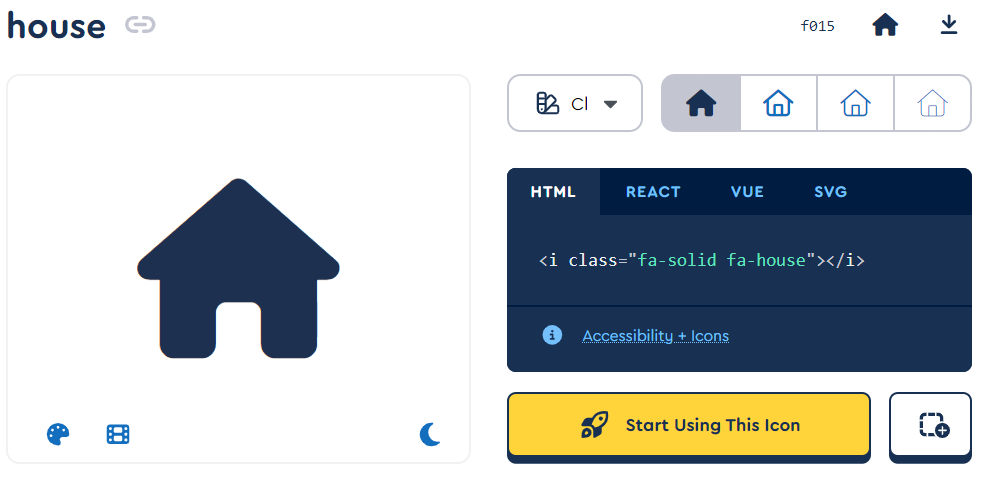 house
f015
Cl
HTML REACT VUE SVG
<i class="fa-solid fa-house"></i>
Accessibility + Icons
Start Using This Icon